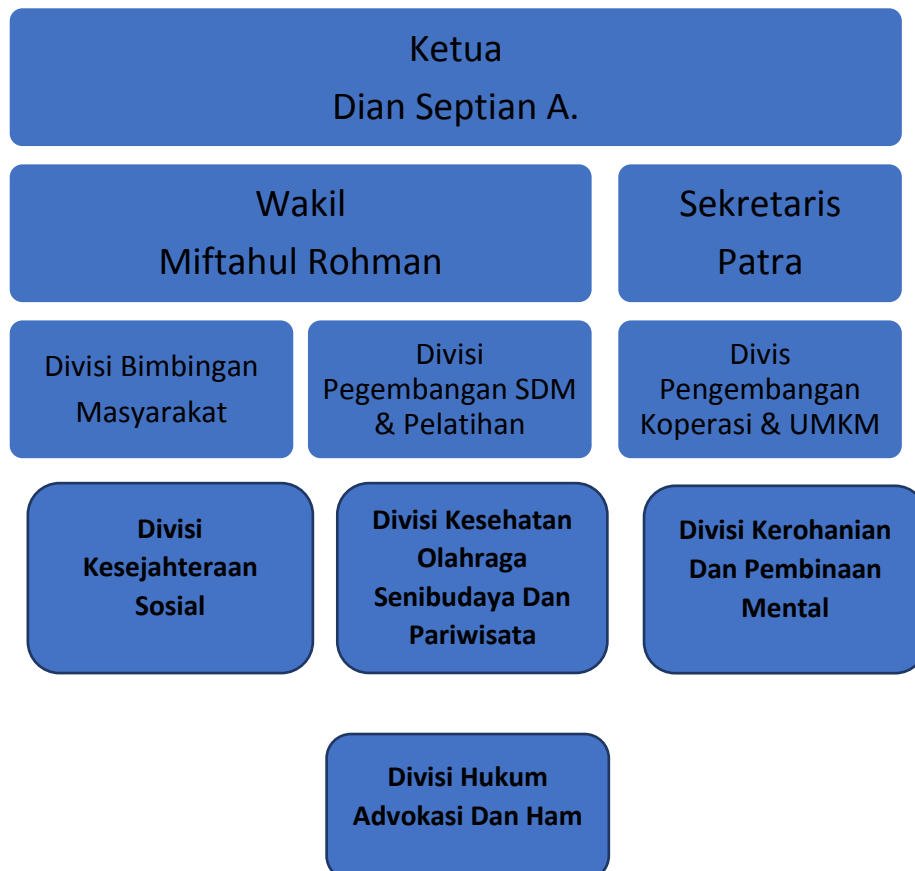 Ketua
Dian Septian A.
Wakil
Miftahul Rohman
Sekretaris
Patra
Divisi Bimbingan
Masyarakat
Divisi
Pegembangan SDM
& Pelatihan
Divis
Pengembangan
Koperasi & UMKM
Divisi
Kesejahteraan
Sosial
Divisi Kesehatan
Olahraga
Senibudaya Dan
Pariwisata
Divisi Kerohanian
Dan Pembinaan
Mental
Divisi Hukum
Advokasi Dan Ham